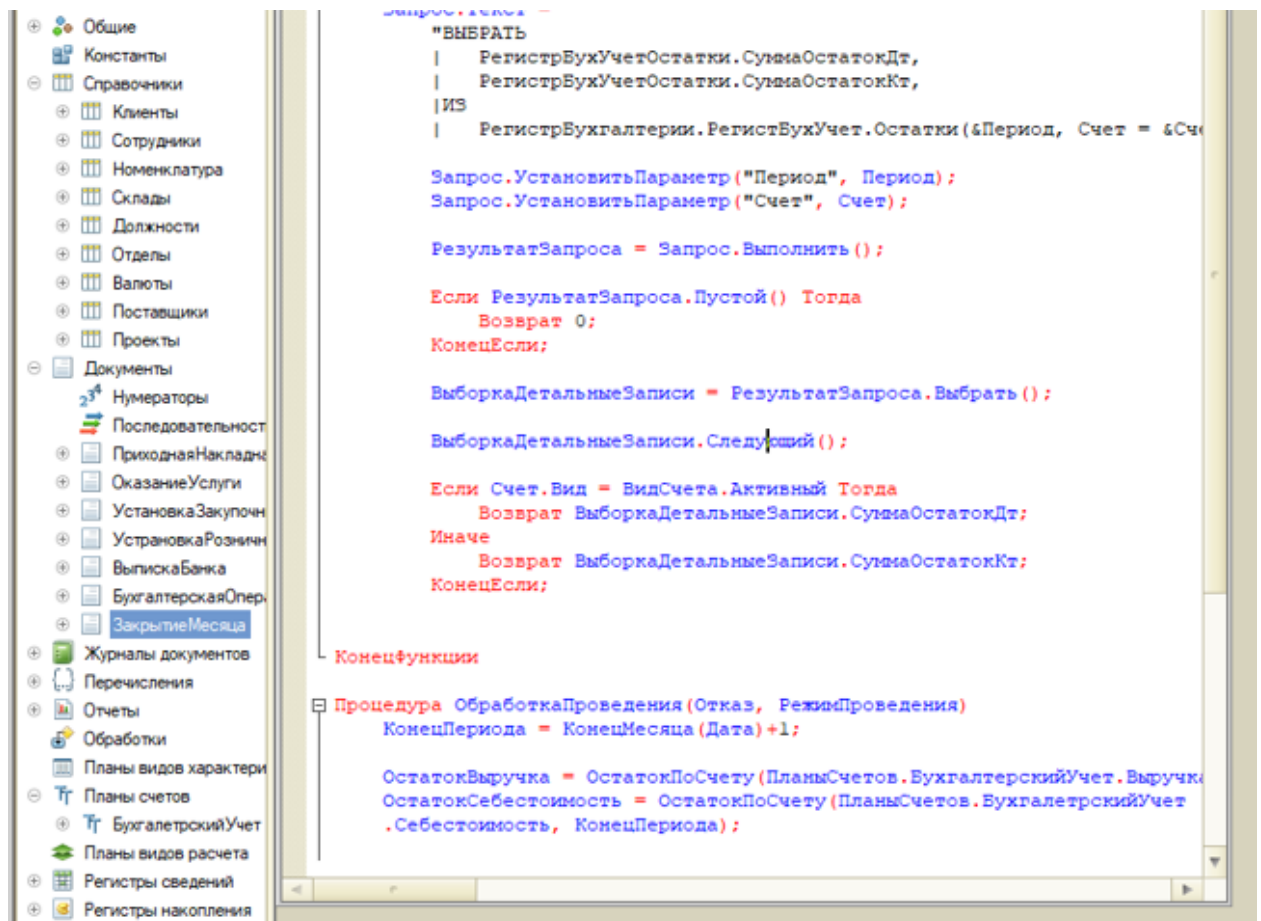 Общие
Константы
Справочники
Клиенты
Сотрудники
Номенклатура
Склады
Должности
Отделы
Валюты
Поставщики
Проекты
Документы
Нумераторы
Последовательност
ПриходнаяНакладна
ОказаниеУслуги
УстановкаЗакупочн
УстрановкаРозничн
ВыпискаБанка
БухгалтерскаяОпера
ЗакрытиеМесяца
Журналы документов
Перечисления
Отчеты
Обработки
Планы видов характери
Планы счетов
БухгалетрскийУчет
Планы видов расчета
Регистры сведений
Регистры накопления
Запрос.Текст =
"ВЫБРАТЬ
| РегистрБухУчетОстатки.СуммаОстатокДт,
| РегистрБухУчетОстатки.СуммаОстатокКт,
|ИЗ
| РегистрБухгалтерии.РегистБухУчет.Остатки(&Период, Счет = &Сче
Запрос.УстановитьПараметр("Период", Период);
Запрос.УстановитьПараметр("Счет", Счет);
РезультатЗапроса = Запрос.Выполнить();
Если РезультатЗапроса.Пустой() Тогда
Возврат 0;
КонецЕсли;
ВыборкаДетальныеЗаписи = РезультатЗапроса.Выбрать();
ВыборкаДетальныеЗаписи.Следующий();
Если Счет.Вид = ВидСчета.Активный Тогда
Возврат ВыборкаДетальныеЗаписи.СуммаОстатокДт;
Иначе
Возврат ВыборкаДетальныеЗаписи.СуммаОстатокКт;
КонецЕсли;
КонецФункции
Процедура ОбработкаПроведения(Отказ, РежимПроведения)
КонецПериода = КонецМесяца(Дата)+1;
ОстатокВыручка = ОстатокПоСчету(ПланыСчетов.БухгалтерскийУчет.Выручка
ОстатокСебестоимость = ОстатокПоСчету(ПланыСчетов.БухгалетрскийУчет
.Себестоимость, КонецПериода);